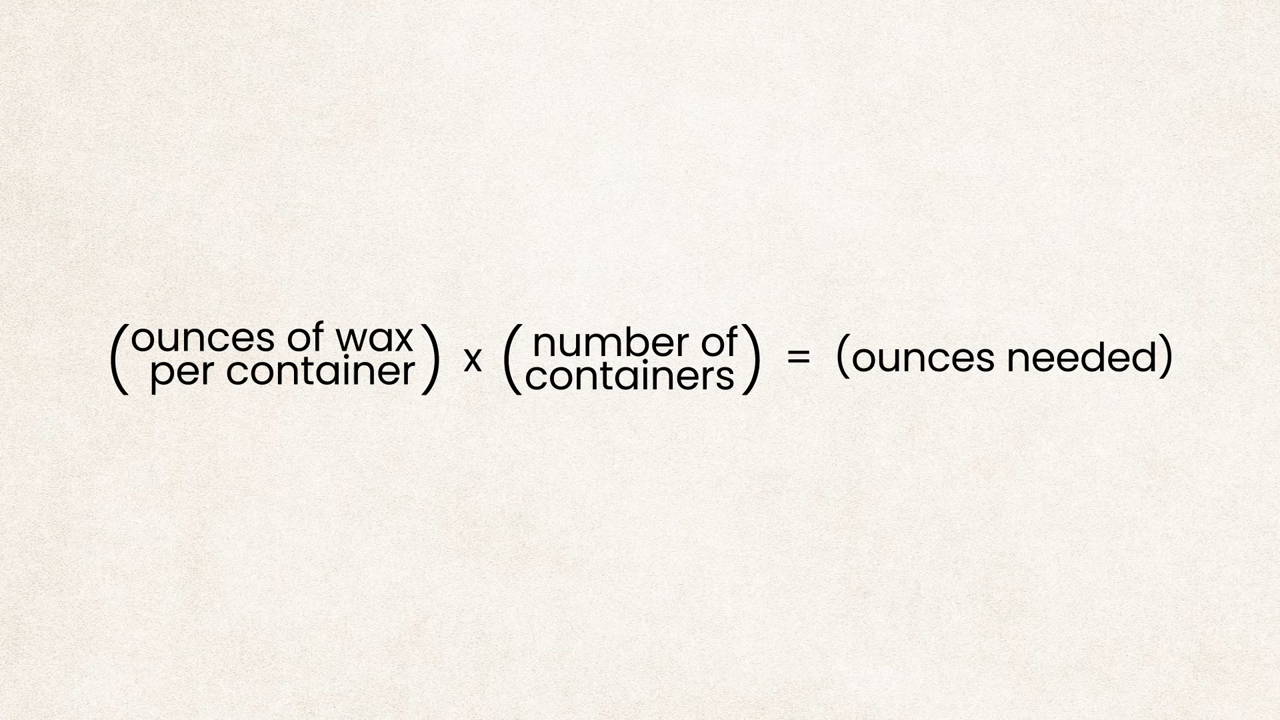 (ounces of wax per container) x (number of containers) = (ounces needed)